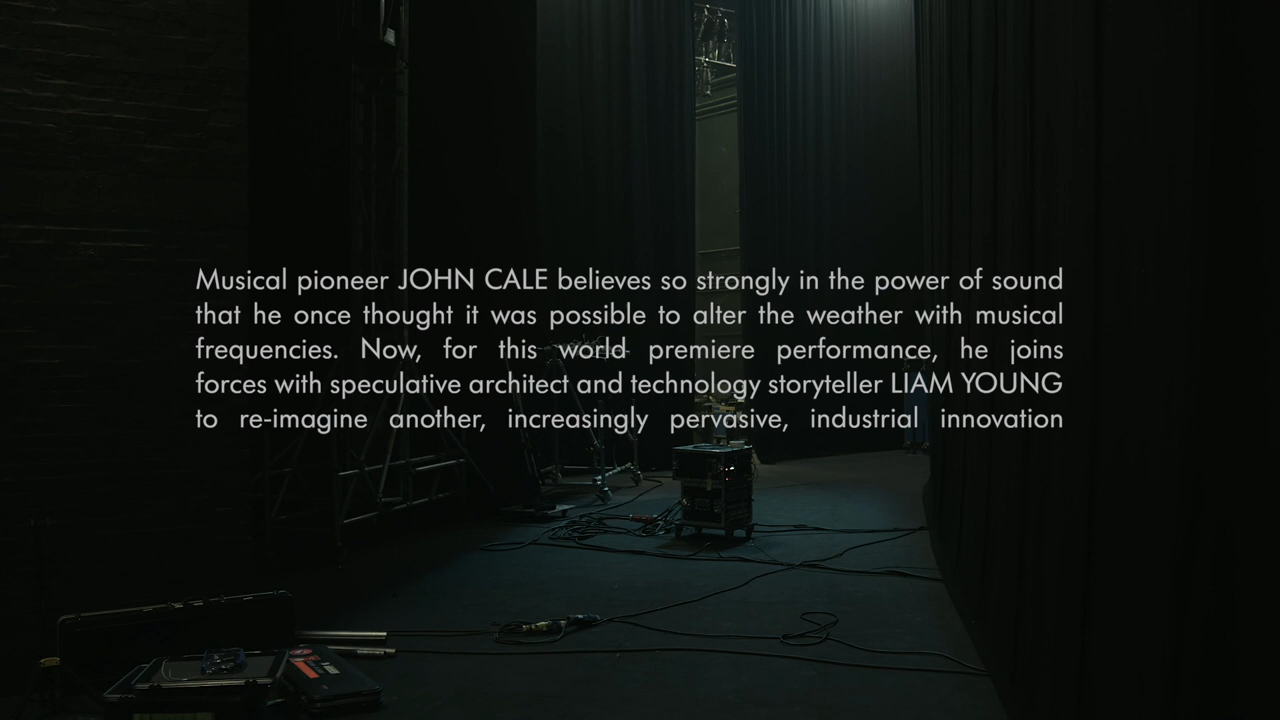 Musical pioneer JOHN CALE believes so strongly in the power of sound
that he once thought it was possible to alter the weather with musical
frequencies. Now, for this world premiere performance, he joins
forces with speculative architect and technology storyteller LIAM YOUNG
to re-imagine another, increasingly pervasive, industrial innovation